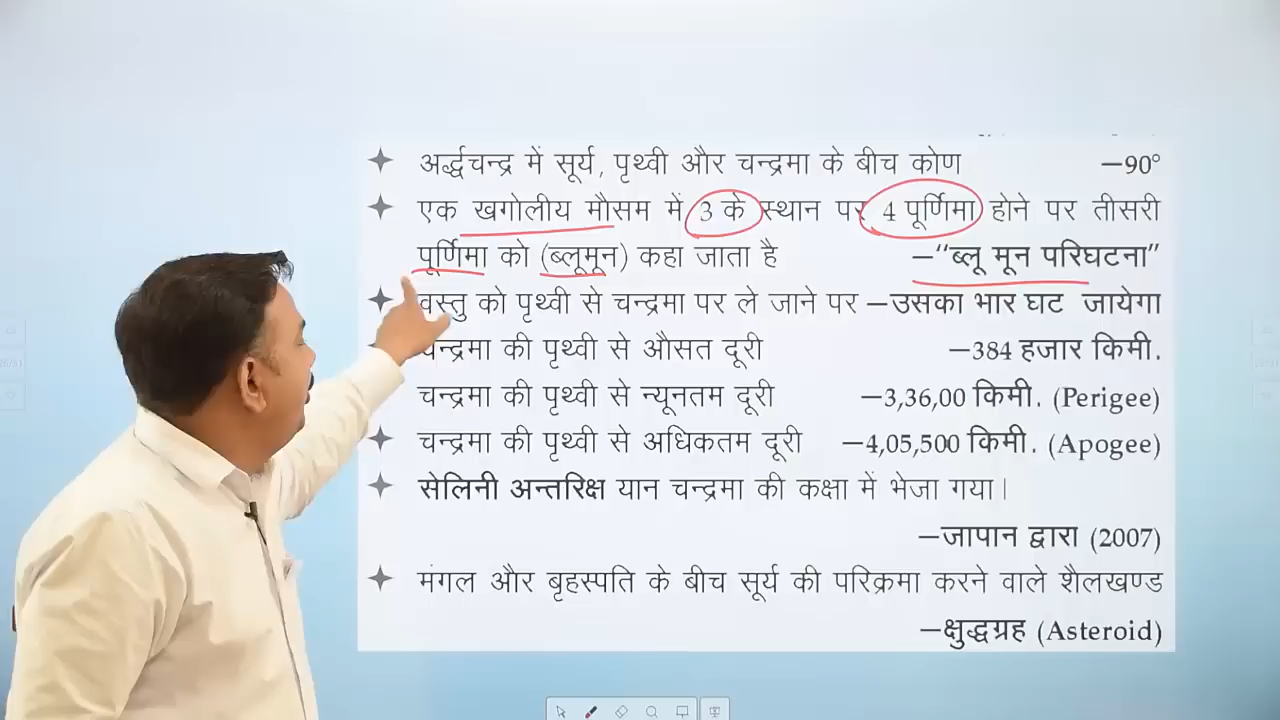 अर्द्धचन्द्र में सूर्य, पृथ्वी और चन्द्रमा के बीच कोण –90°
एक खगोलीय मौसम में 3 के स्थान पर 4 पूर्णिमा होने पर तीसरी
पूर्णिमा को (ब्लूमून) कहा जाता है –“ब्लू मून परिघटना”
वस्तु को पृथ्वी से चन्द्रमा पर ले जाने पर –उसका भार घट जायेगा
चन्द्रमा की पृथ्वी से औसत दूरी –384 हजार किमी.
चन्द्रमा की पृथ्वी से न्यूनतम दूरी –3,36,00 किमी. (Perigee)
चन्द्रमा की पृथ्वी से अधिकतम दूरी –4,05,500 किमी. (Apogee)
सेलिनी अन्तरिक्ष यान चन्द्रमा की कक्षा में भेजा गया।
–जापान द्वारा (2007)
मंगल और बृहस्पति के बीच सूर्य की परिक्रमा करने वाले शैलखण्ड
–क्षुद्धग्रह (Asteroid)